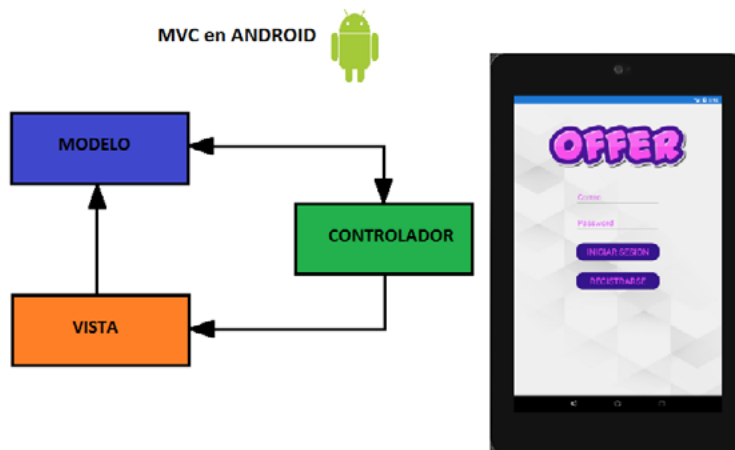 MVC en ANDROID
MODELO
CONTROLADOR
VISTA
OFFER
Correo
Password
INICIAR SESION
REGISTRARSE